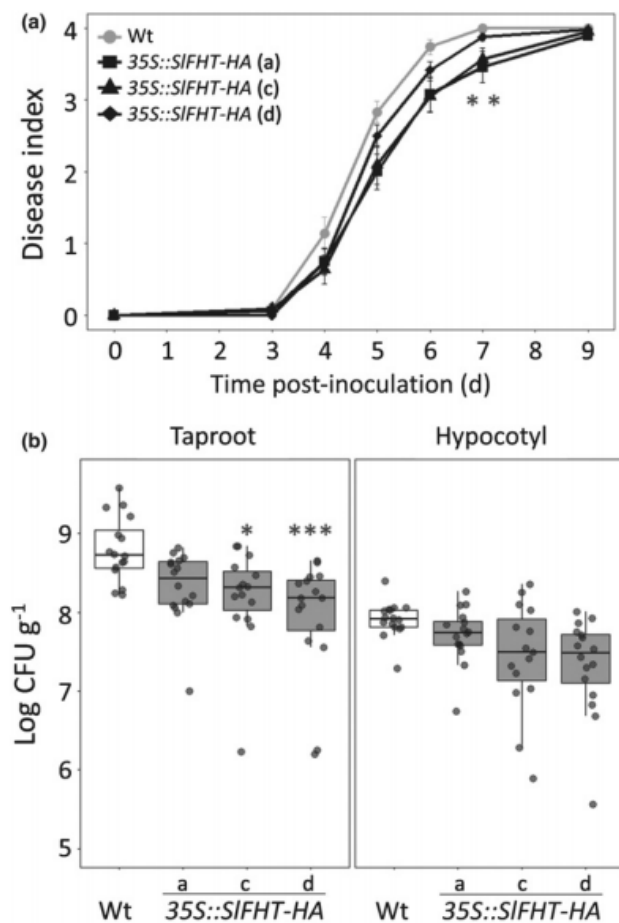 (a)
4
3
2
1
0
Disease index
Wt
35S::SlFHT-HA (a)
35S::SlFHT-HA (c)
35S::SlFHT-HA (d)
* *
0 1 2 3 4 5 6 7 8 9
Time post-inoculation (d)
(b)
Taproot Hypocotyl
* ***
9
8
7
6
5
Log CFU g⁻¹
a c d a c d
Wt 35S::SlFHT-HA Wt 35S::SlFHT-HA